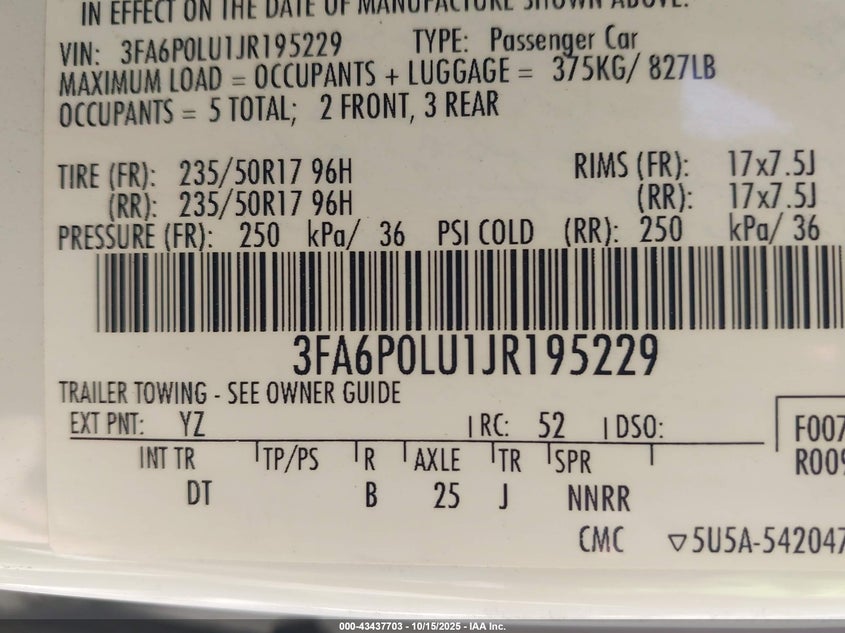 IN EFFECT ON THE DATE OF MANUFACTURE SHOWN ABOVE.
VIN: 3FA6P0LU1JR195229 TYPE: Passenger Car
MAXIMUM LOAD = OCCUPANTS + LUGGAGE = 375KG/ 827LB
OCCUPANTS = 5 TOTAL; 2 FRONT, 3 REAR
TIRE (FR): 235/50R17 96H RIMS (FR): 17x7.5J
(RR): 235/50R17 96H (RR): 17x7.5J
PRESSURE (FR): 250 kPa/ 36 PSI COLD (RR): 250 kPa/ 36
3FA6P0LU1JR195229
TRAILER TOWING - SEE OWNER GUIDE
EXT PNT: YZ RC: 52 DSO: F007
INT TR TP/PS R AXLE TR SPR R009
DT B 25 J NNRR
CMC ▽5U5A-542047
000-43437703 - 10/15/2025 - IAA Inc.